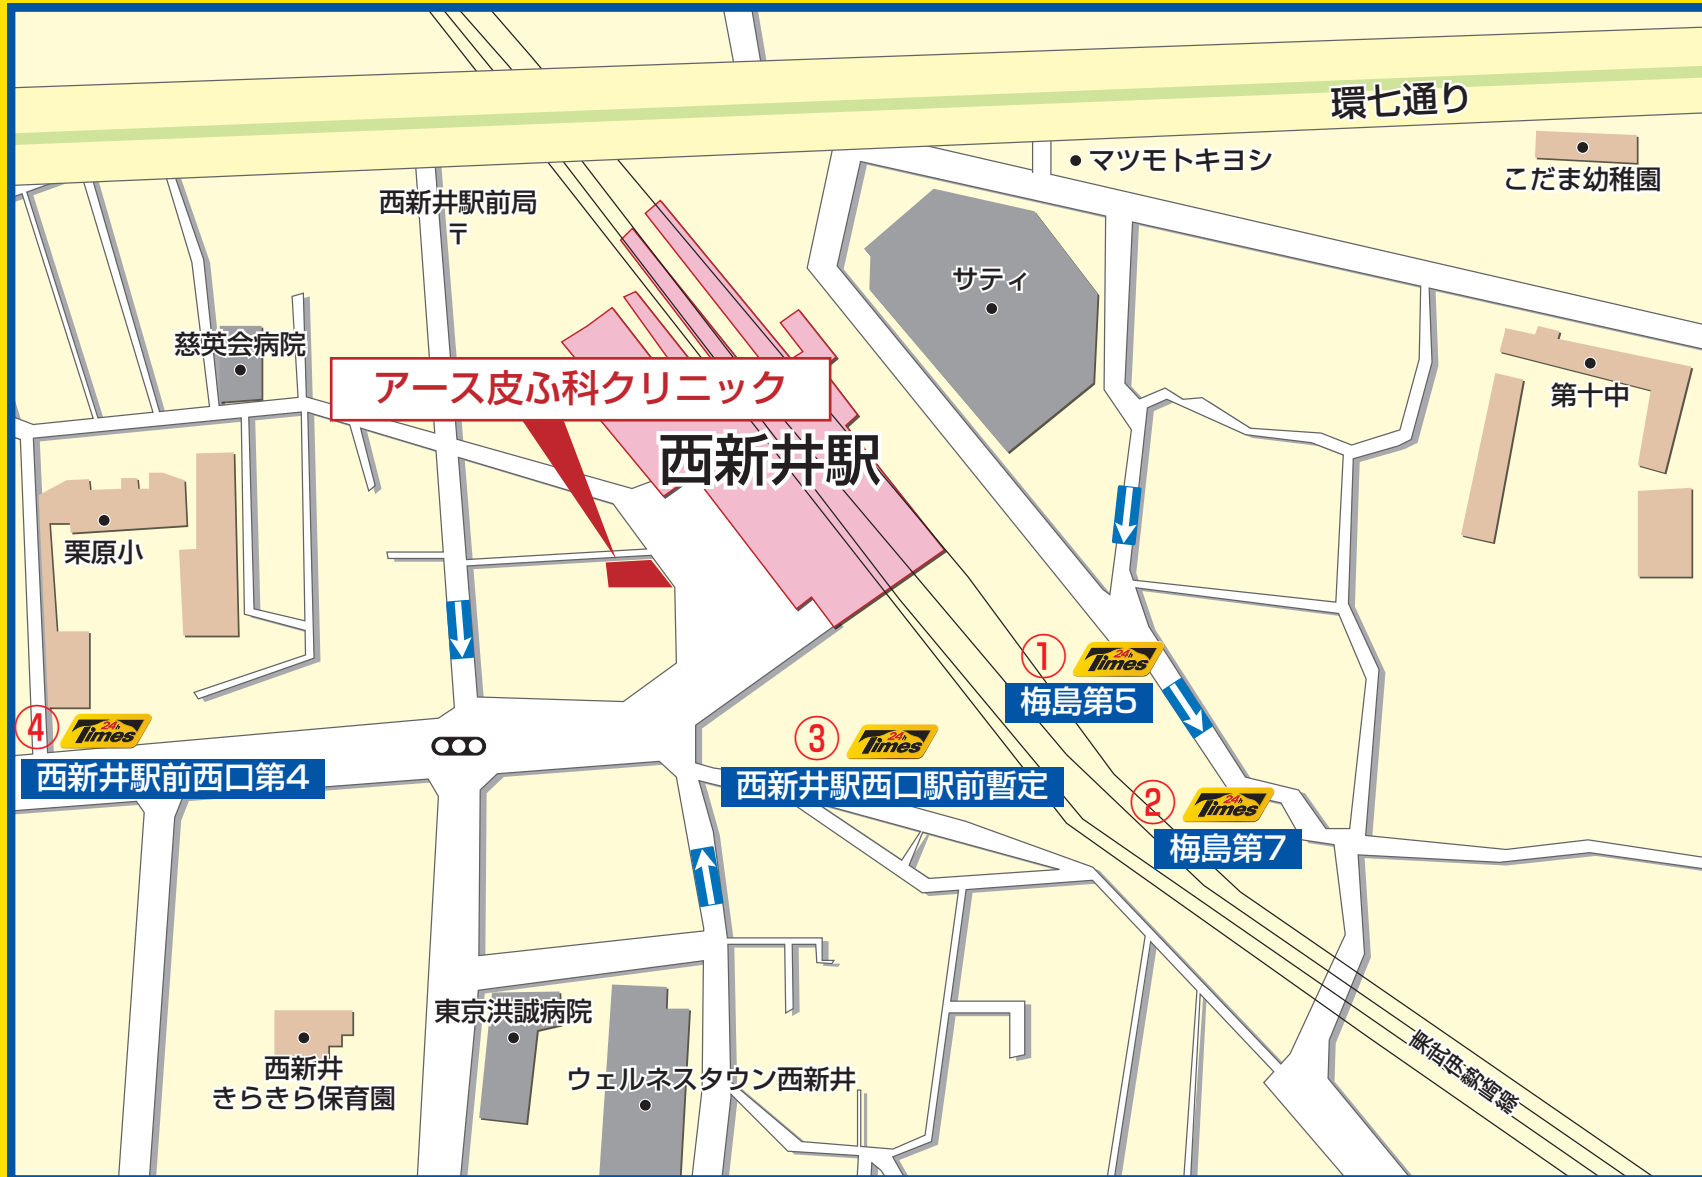 環七通り
マツモトキヨシ
こだま幼稚園
西新井駅前局
〒
サティ
慈英会病院
アース皮ふ科クリニック
第十中
西新井駅
栗原小
① 24h Times
梅島第5
④ 24h Times
西新井駅前西口第4
③ 24h Times
西新井駅西口駅前暫定
② 24h Times
梅島第7
東京洪誠病院
西新井
きらきら保育園
ウェルネスタウン西新井
東武伊勢崎線